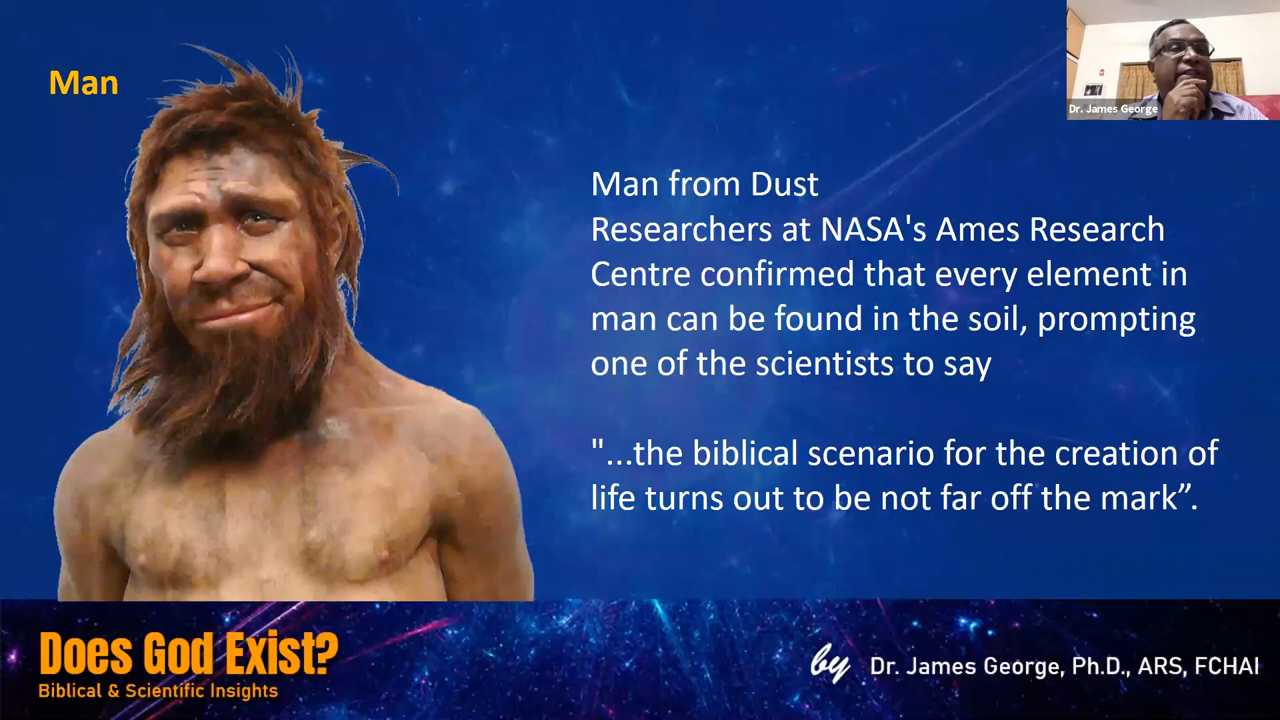 Man
Dr. James George
Man from Dust
Researchers at NASA's Ames Research
Centre confirmed that every element in
man can be found in the soil, prompting
one of the scientists to say
"...the biblical scenario for the creation of
life turns out to be not far off the mark”.
Does God Exist?
Biblical & Scientific Insights
by Dr. James George, Ph.D., ARS, FCHAI